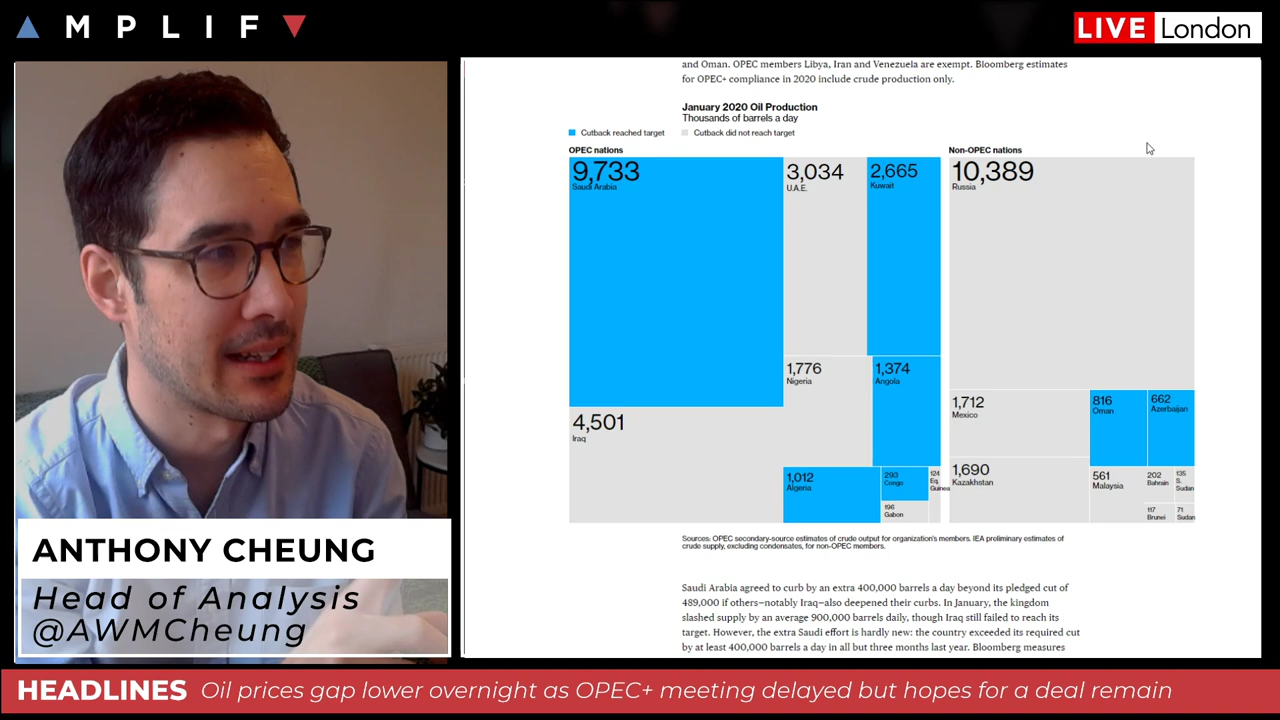 AMPLIFY
LIVE London
and Oman. OPEC members Libya, Iran and Venezuela are exempt. Bloomberg estimates
for OPEC+ compliance in 2020 include crude production only.
January 2020 Oil Production
Thousands of barrels a day
Cutback reached target
Cutback did not reach target
OPEC nations
9,733
Saudi Arabia
3,034
U.A.E.
2,665
Kuwait
1,776
Nigeria
1,374
Angola
4,501
Iraq
1,012
Algeria
293
Congo
124
Eq.
Guinea
196
Gabon
Non-OPEC nations
10,389
Russia
1,712
Mexico
816
Oman
662
Azerbaijan
1,690
Kazakhstan
561
Malaysia
202
Bahrain
135
S.
Sudan
117
Brunei
71
Sudan
Sources: OPEC secondary-source estimates of crude output for organization's members. IEA preliminary estimates of
crude supply, excluding condensates, for non-OPEC members.
Saudi Arabia agreed to curb by an extra 400,000 barrels a day beyond its pledged cut of
489,000 if others—notably Iraq—also deepened their curbs. In January, the kingdom
slashed supply by an average 900,000 barrels daily, though Iraq still failed to reach its
target. However, the extra Saudi effort is hardly new: the country exceeded its required cut
by at least 400,000 barrels a day in all but three months last year. Bloomberg measures
ANTHONY CHEUNG
Head of Analysis
@AWMCheung
HEADLINES Oil prices gap lower overnight as OPEC+ meeting delayed but hopes for a deal remain